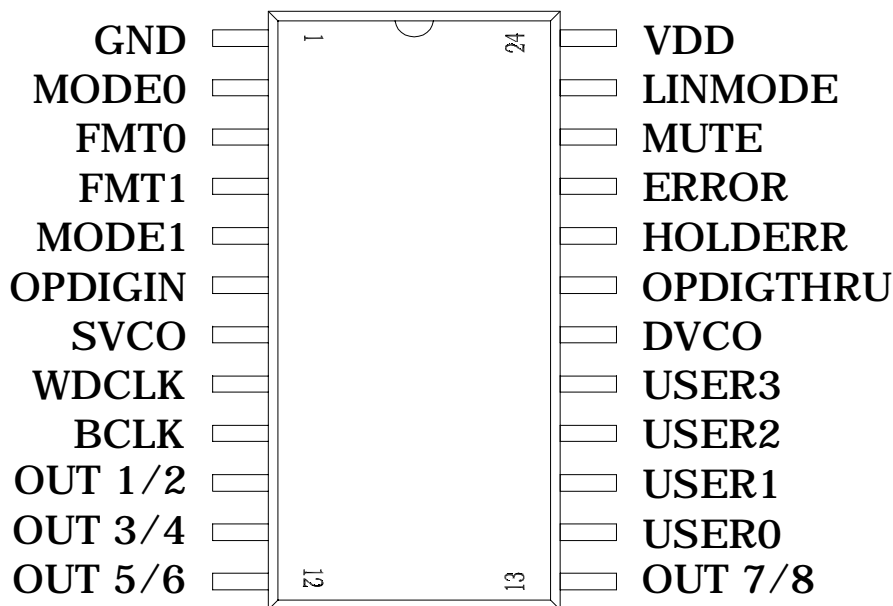 GND 1 24 VDD
MODE0 LINMODE
FMT0 MUTE
FMT1 ERROR
MODE1 HOLDERR
OPDIGIN OPDIGTHRU
SVCO DVCO
WDCLK USER3
BCLK USER2
OUT 1/2 USER1
OUT 3/4 USER0
OUT 5/6 12 13 OUT 7/8